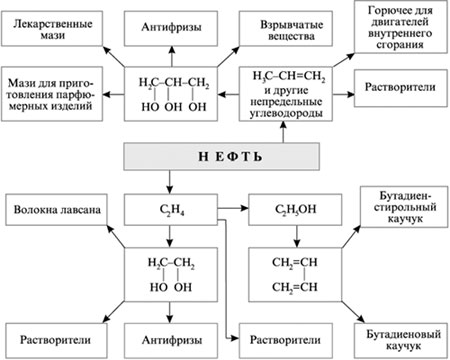 Лекарственные
мази
Антифризы
Взрывчатые
вещества
Горючее для
двигателей
внутреннего
сгорания
Мази для приго-
товления парфю-
мерных изделий
H₂C–CH–CH₂
HO OH OH
H₃C–CH=CH₂
и другие
непредельные
углеводороды
Растворители
НЕФТЬ
Волокна лавсана
C₂H₄
C₂H₅OH
Бутадиен-
стирольный
каучук
H₂C–CH₂
HO OH
CH₂=CH
CH₂=CH
Растворители
Антифризы
Растворители
Бутадиеновый
каучук